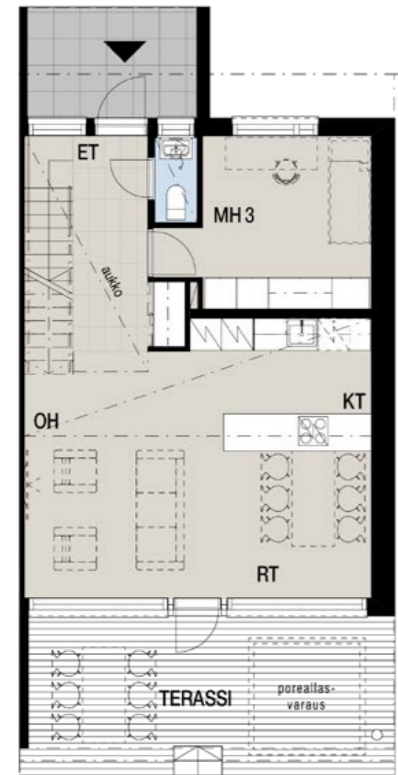 ET
MH 3
aukko
KT
OH
RT
TERASSI
poreallas-
varaus